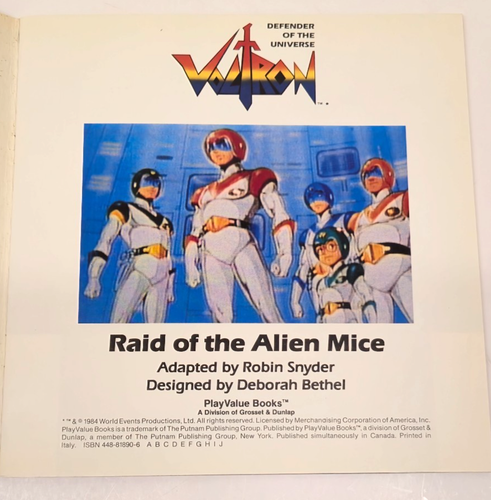 DEFENDER
OF THE
UNIVERSE
VOLTRON
TM.
Raid of the Alien Mice
Adapted by Robin Snyder
Designed by Deborah Bethel
PlayValue Books™
A Division of Grosset & Dunlap
* ™ & © 1984 World Events Productions, Ltd. All rights reserved. Licensed by Merchandising Corporation of America, Inc.
PlayValue Books is a trademark of The Putnam Publishing Group. Published by PlayValue Books™, a division of Grosset &
Dunlap, a member of The Putnam Publishing Group, New York. Published simultaneously in Canada. Printed in
Italy. ISBN 448-81890-6 A B C D E F G H I J